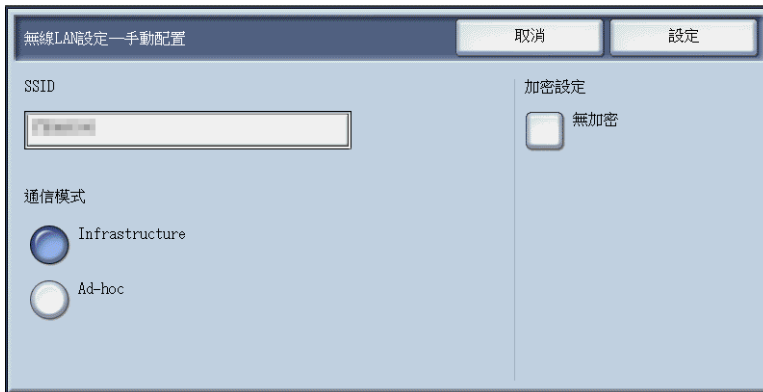 無線LAN設定—手動配置
取消
設定
SSID
加密設定
無加密
通信模式
Infrastructure
Ad-hoc